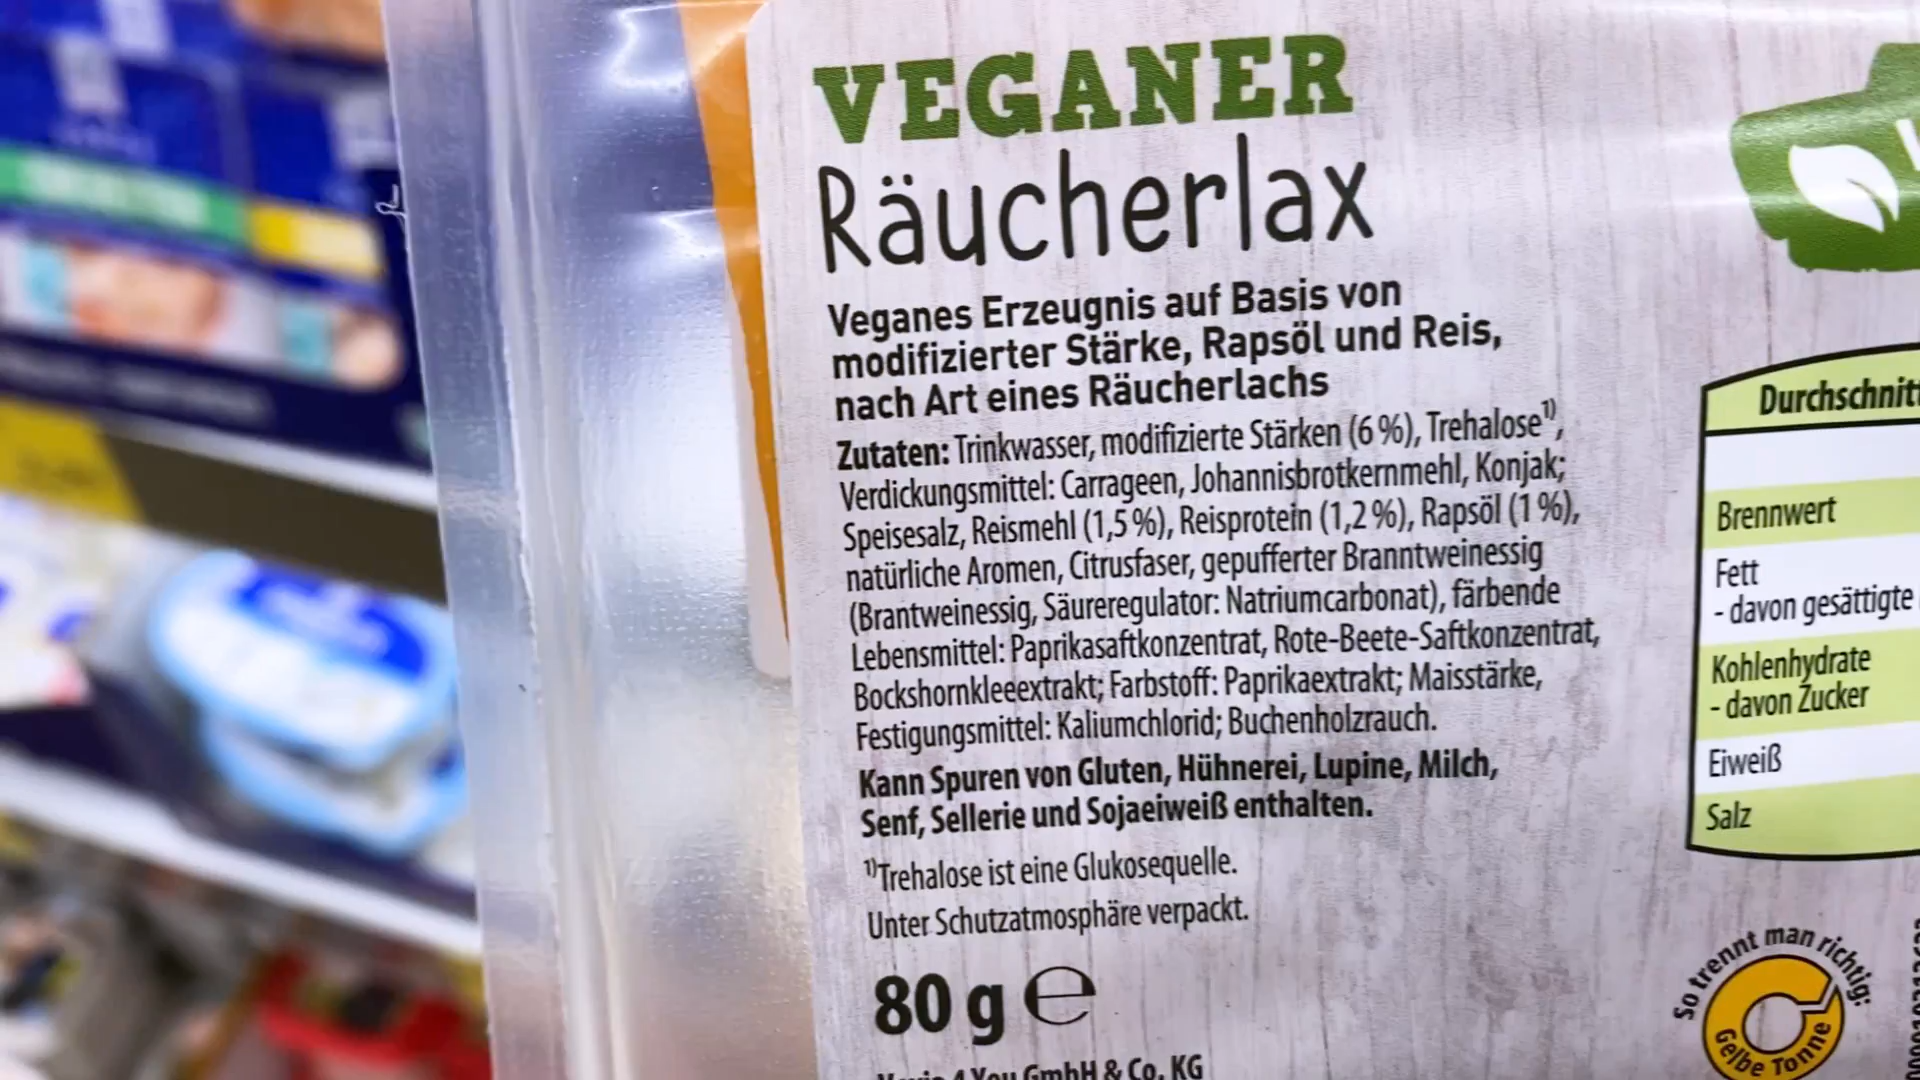 VEGANER
Räucherlax
Veganes Erzeugnis auf Basis von
modifizierter Stärke, Rapsöl und Reis,
nach Art eines Räucherlachs
Zutaten: Trinkwasser, modifizierte Stärken (6 %), Trehalose¹⁾,
Verdickungsmittel: Carrageen, Johannisbrotkernmehl, Konjak;
Speisesalz, Reismehl (1,5 %), Reisprotein (1,2 %), Rapsöl (1 %),
natürliche Aromen, Citrusfaser, gepufferter Branntweinessig
(Brantweinessig, Säureregulator: Natriumcarbonat), färbende
Lebensmittel: Paprikasaftkonzentrat, Rote-Beete-Saftkonzentrat,
Bockshornkleeextrakt; Farbstoff: Paprikaextrakt; Maisstärke,
Festigungsmittel: Kaliumchlorid; Buchenholzrauch.
Kann Spuren von Gluten, Hühnerei, Lupine, Milch,
Senf, Sellerie und Sojaeiweiß enthalten.
¹⁾Trehalose ist eine Glukosequelle.
Unter Schutzatmosphäre verpackt.
80 g ℮
4 You GmbH & Co. KG
Durchschnitt
Brennwert
Fett
- davon gesättigte
Kohlenhydrate
- davon Zucker
Eiweiß
Salz
So trennt man richtig:
Gelbe Tonne